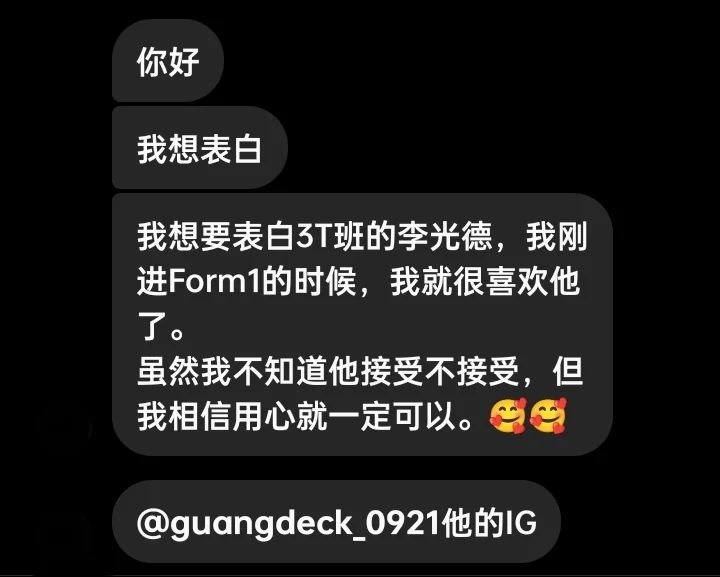 你好
我想表白
我想要表白3T班的李光德，我刚
进Form1的时候，我就很喜欢他
了。
虽然我不知道他接受不接受，但
我相信用心就一定可以。🥰🥰
@guangdeck_0921他的IG